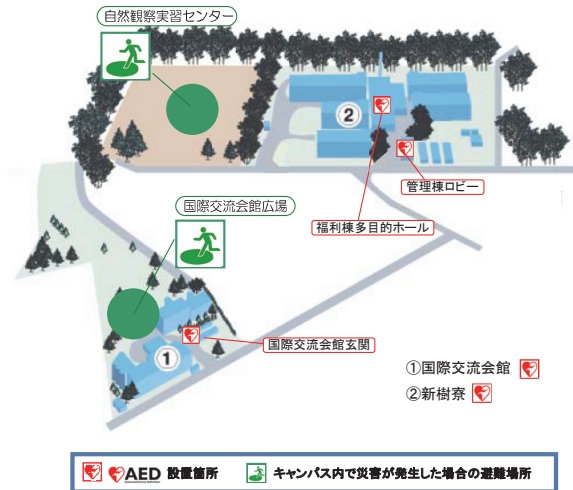 自然観察実習センター
②
管理棟ロビー
国際交流会館広場
福利棟多目的ホール
国際交流会館玄関
①
①国際交流会館
②新樹寮
AED 設置箇所
キャンパス内で災害が発生した場合の避難場所